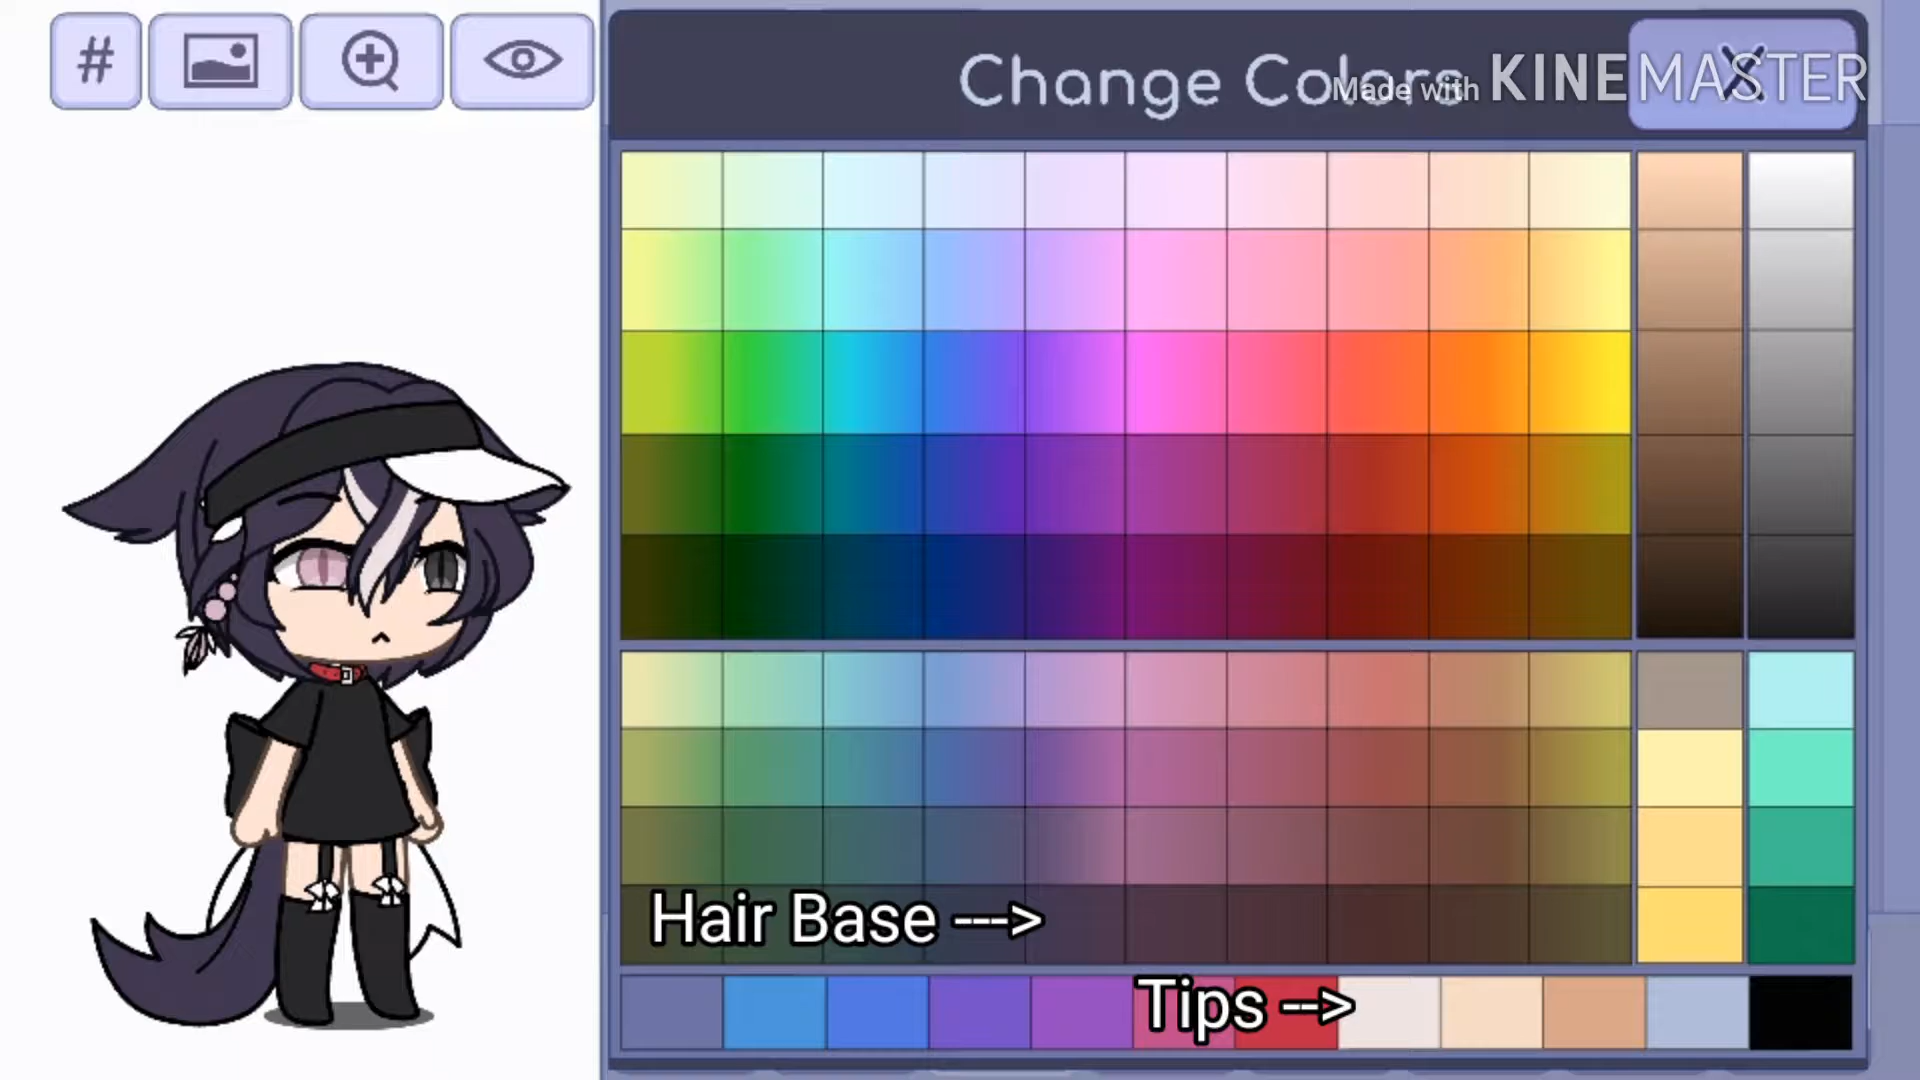 #
Change Colors
X
Made with KINEMASTER
Hair Base --->
Tips -->